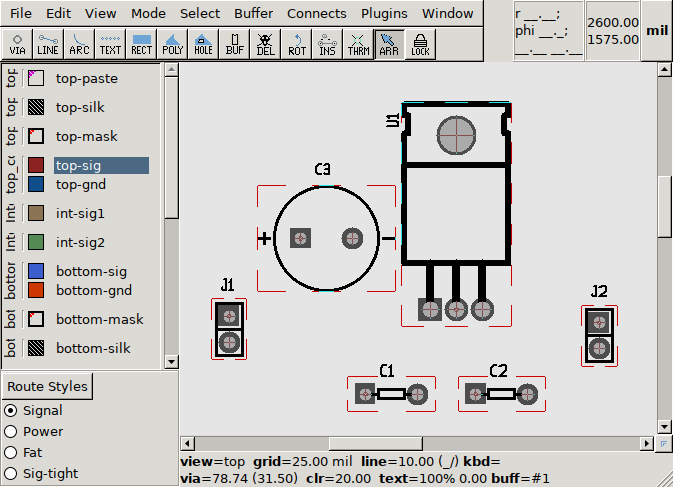 File Edit View Mode Select Buffer Connects Plugins Window
r __.__;
phi __._;
__.__ __.__
2600.00
1575.00
mil
VIA LINE ARC TEXT RECT POLY HOLE BUF DEL ROT INS THRM ARR LOCK
top top-paste
top top-silk
top top-mask
top_c top-sig
top-gnd
Int int-sig1
Int int-sig2
bottor bottom-sig
bottom-gnd
bot bottom-mask
bot bottom-silk
U1
C3
J1
J2
C1
C2
Route Styles
Signal
Power
Fat
Sig-tight
view=top grid=25.00 mil line=10.00 (_/) kbd=
via=78.74 (31.50) clr=20.00 text=100% 0.00 buff=#1